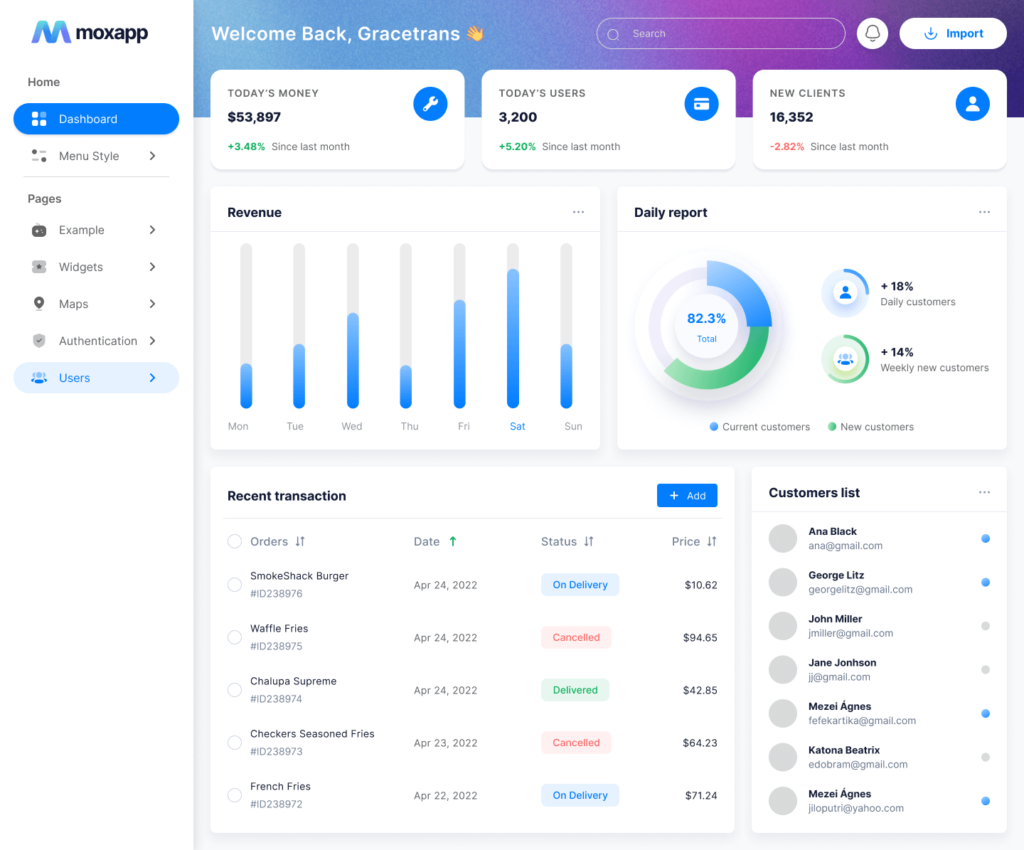 moxapp
Home
Dashboard
Menu Style
Pages
Example
Widgets
Maps
Authentication
Users
Welcome Back, Gracetrans 👋
Search
Import
TODAY'S MONEY
$53,897
+3.48% Since last month
TODAY'S USERS
3,200
+5.20% Since last month
NEW CLIENTS
16,352
-2.82% Since last month
Revenue
Mon Tue Wed Thu Fri Sat Sun
Daily report
82.3%
Total
+ 18%
Daily customers
+ 14%
Weekly new customers
Current customers New customers
Recent transaction
+ Add
Orders Date Status Price
SmokeShack Burger
#ID238976
Apr 24, 2022 On Delivery $10.62
Waffle Fries
#ID238975
Apr 24, 2022 Cancelled $94.65
Chalupa Supreme
#ID238974
Apr 24, 2022 Delivered $42.85
Checkers Seasoned Fries
#ID238973
Apr 23, 2022 Cancelled $64.23
French Fries
#ID238972
Apr 22, 2022 On Delivery $71.24
Customers list
Ana Black
ana@gmail.com
George Litz
georgelitz@gmail.com
John Miller
jmiller@gmail.com
Jane Jonhson
jj@gmail.com
Mezei Ágnes
fefekartika@gmail.com
Katona Beatrix
edobram@gmail.com
Mezei Ágnes
jiloputri@yahoo.com